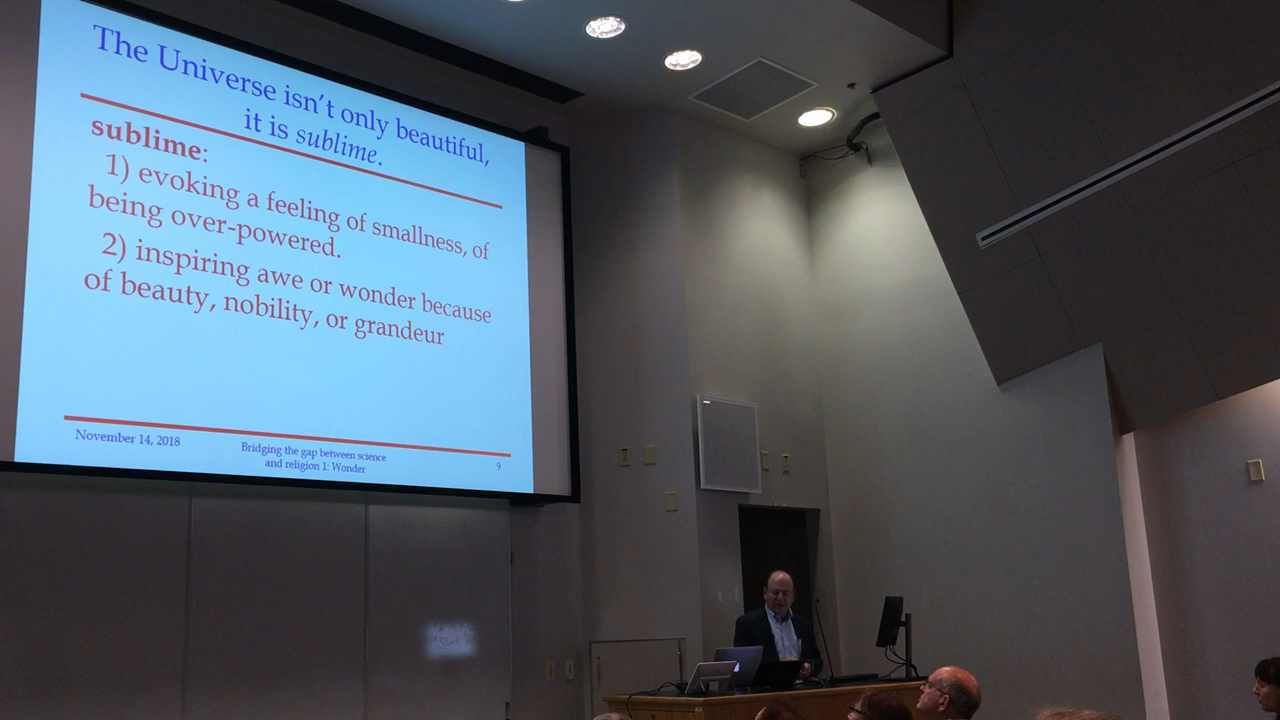 The Universe isn't only beautiful,
it is sublime.
sublime:
1) evoking a feeling of smallness, of
being over-powered.
2) inspiring awe or wonder because
of beauty, nobility, or grandeur
November 14, 2018
Bridging the gap between science
and religion 1: Wonder
9